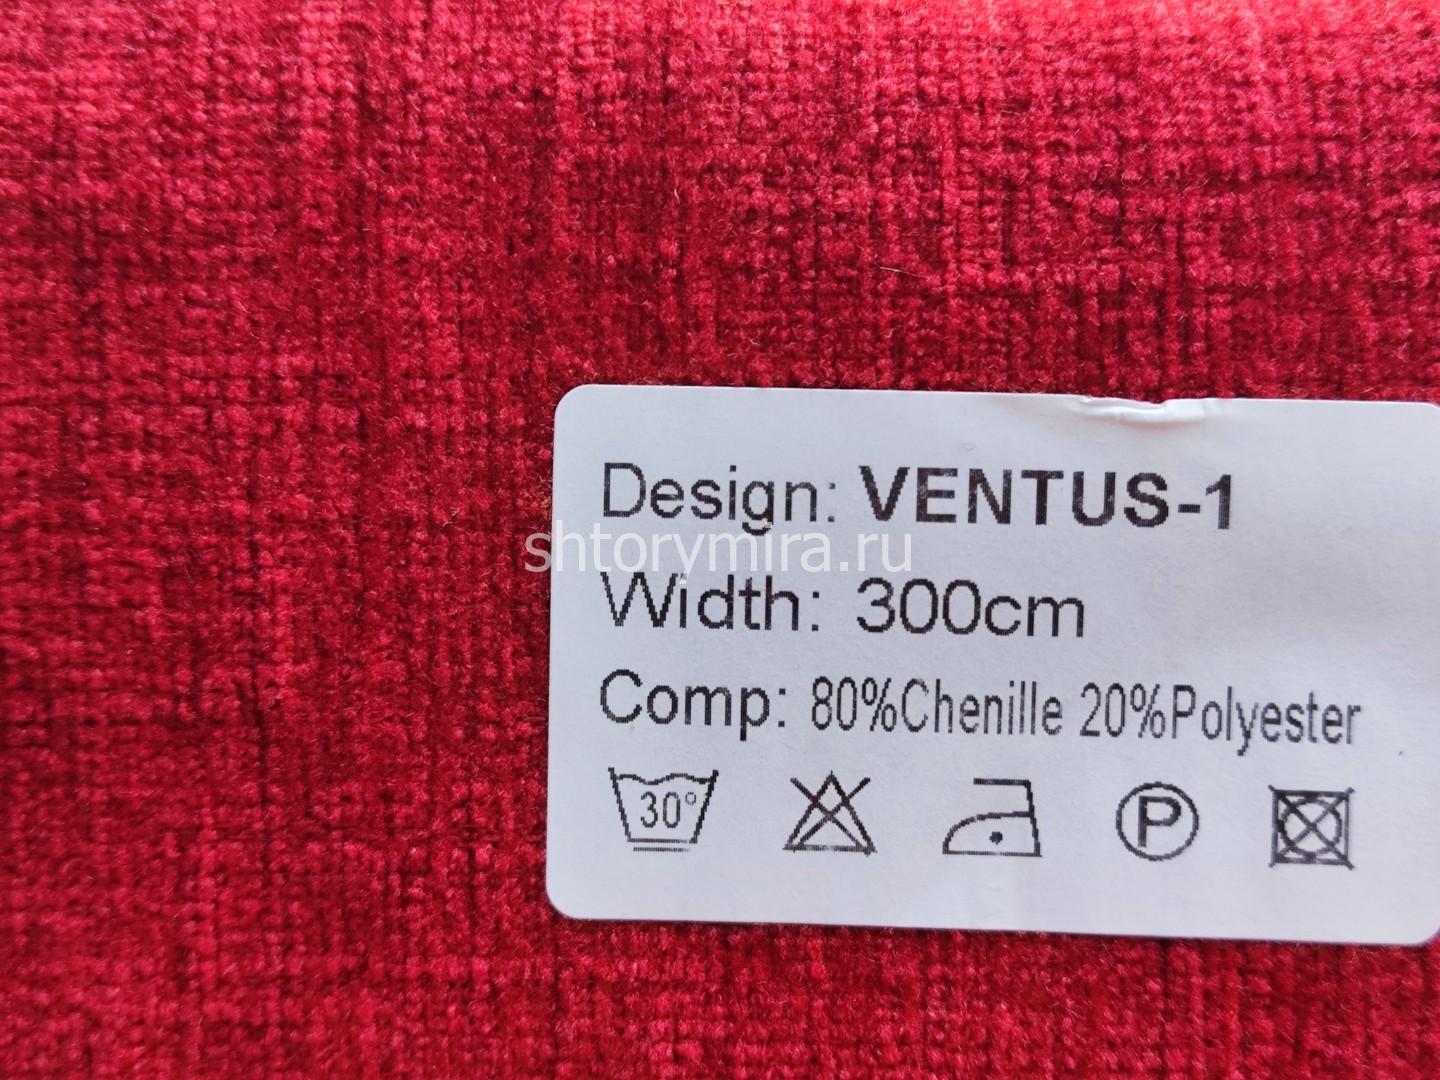 Design: VENTUS-1
shtorymira.ru
Width: 300cm
Comp: 80%Chenille 20%Polyester
30° P